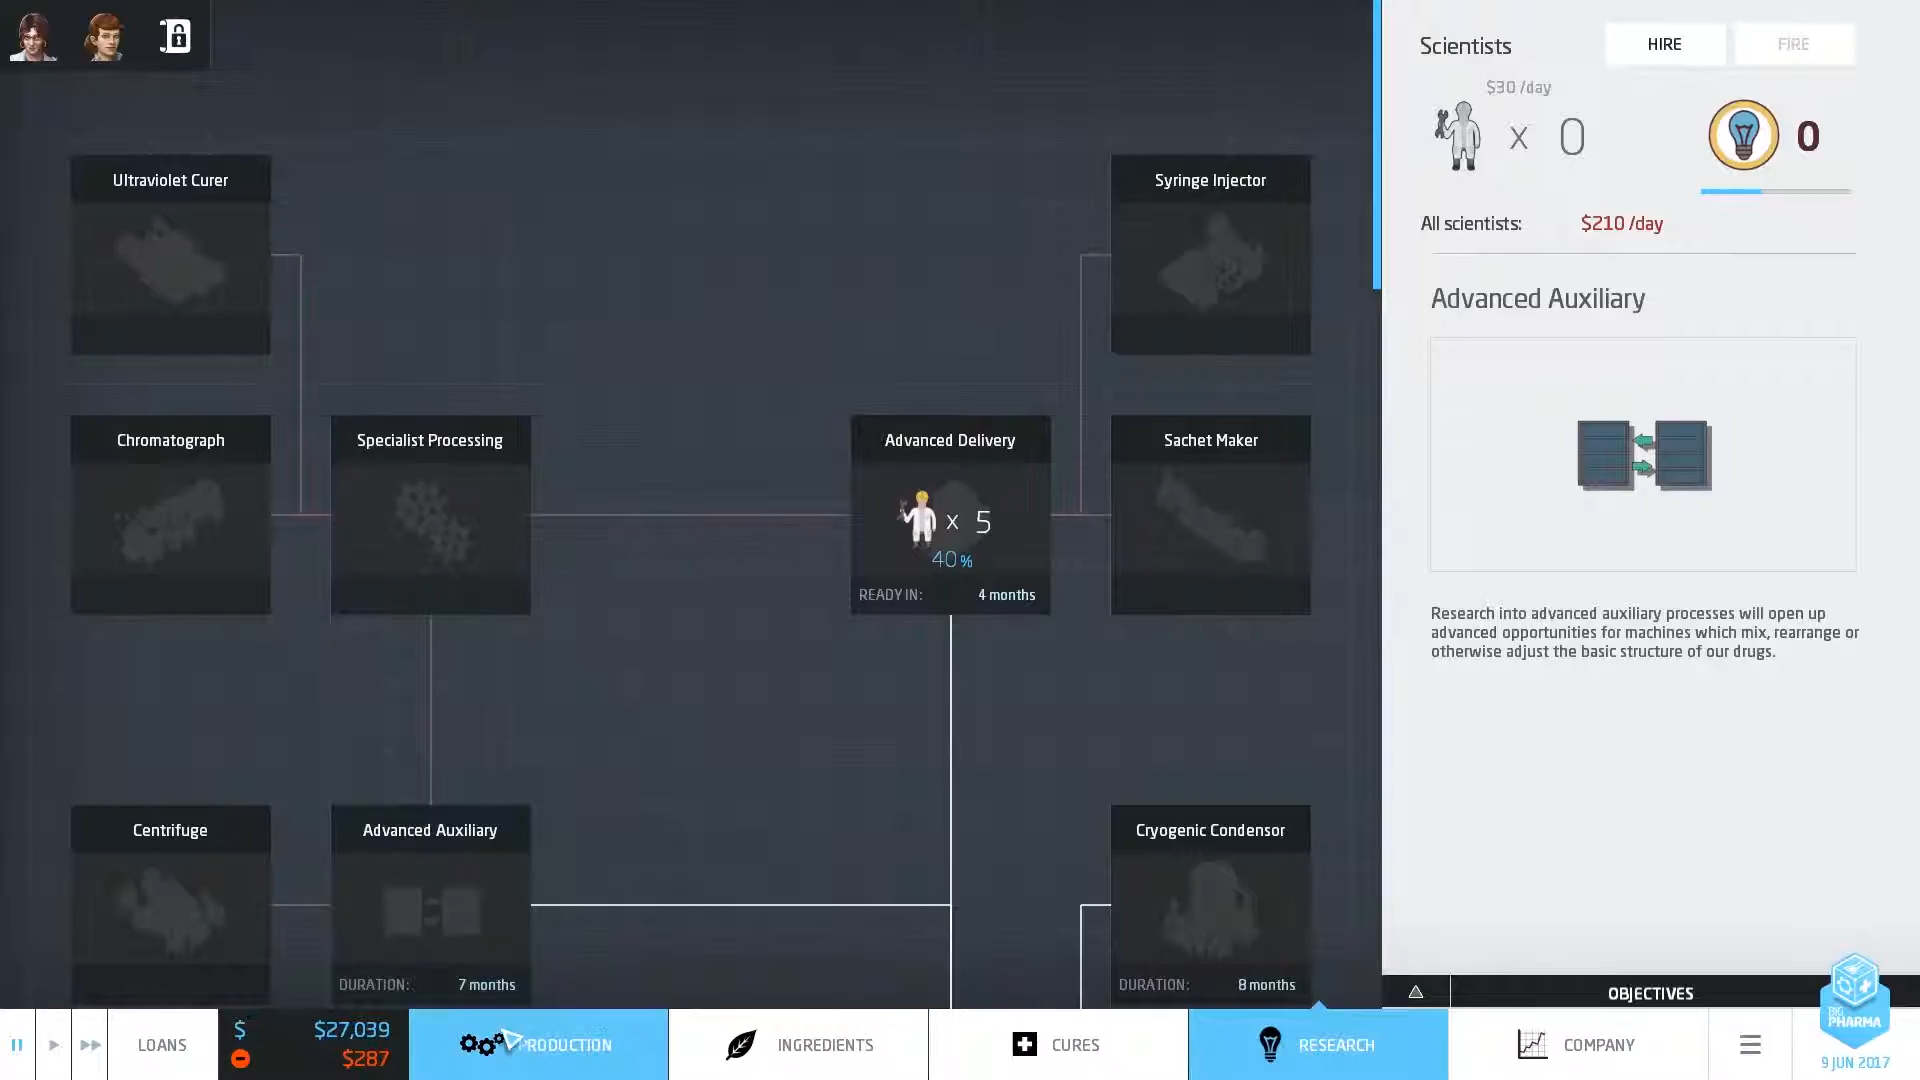 Scientists
HIRE
FIRE
$30 /day
x 0
0
All scientists: $210 /day
Ultraviolet Curer
Syringe Injector
Advanced Auxiliary
Chromatograph
Specialist Processing
Advanced Delivery
Sachet Maker
x 5
40 %
READY IN: 4 months
Research into advanced auxiliary processes will open up
advanced opportunities for machines which mix, rearrange or
otherwise adjust the basic structure of our drugs.
Centrifuge
Advanced Auxiliary
Cryogenic Condensor
DURATION: 7 months
DURATION: 8 months
OBJECTIVES
BIG
PHARMA
LOANS
$ $27,039
$287
PRODUCTION
INGREDIENTS
CURES
RESEARCH
COMPANY
9 JUN 2017